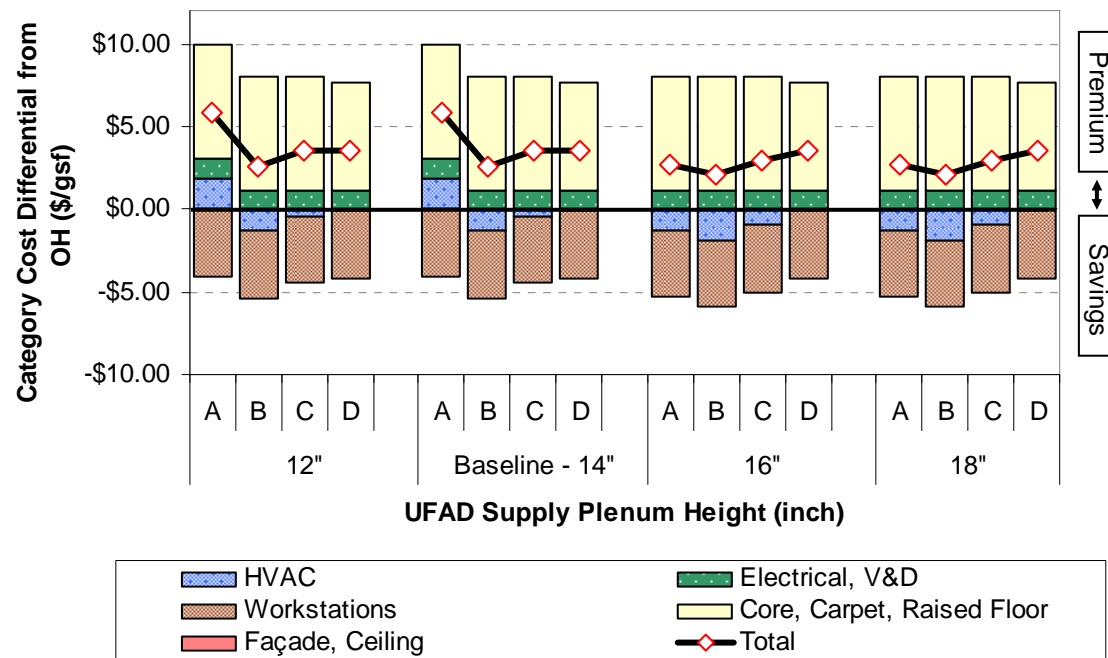 Category Cost Differential from
OH ($/gsf)
$10.00
$5.00
$0.00
-$5.00
-$10.00
Premium
Savings
A B C D A B C D A B C D A B C D
12" Baseline - 14" 16" 18"
UFAD Supply Plenum Height (inch)
HVAC Electrical, V&D
Workstations Core, Carpet, Raised Floor
Façade, Ceiling Total